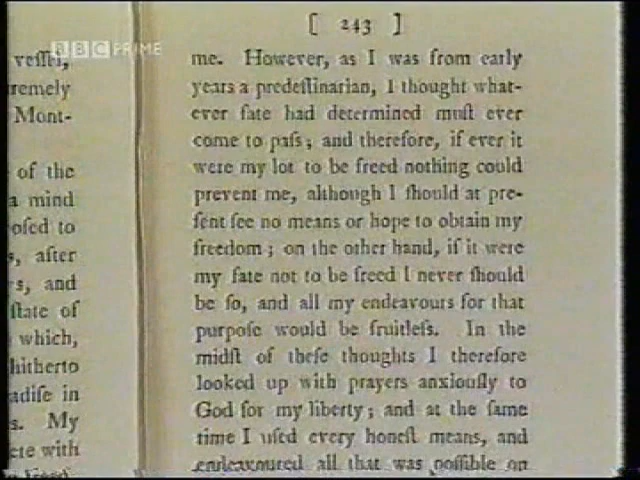 BBC PRIME
[ 243 ]
vessel,
remely
Mont-
of the
a mind
osed to
s, after
s, and
state of
which,
hitherto
adise in
s. My
ete with
me. However, as I was from early
years a predeſtinarian, I thought what-
ever fate had determined muſt ever
come to paſs; and therefore, if ever it
were my lot to be freed nothing could
prevent me, although I ſhould at pre-
ſent ſee no means or hope to obtain my
freedom; on the other hand, if it were
my fate not to be freed I never ſhould
be ſo, and all my endeavours for that
purpoſe would be fruitleſs. In the
midſt of theſe thoughts I therefore
looked up with prayers anxiouſly to
God for my liberty; and at the ſame
time I uſed every honeſt means, and
endeavoured all that was poſſible on